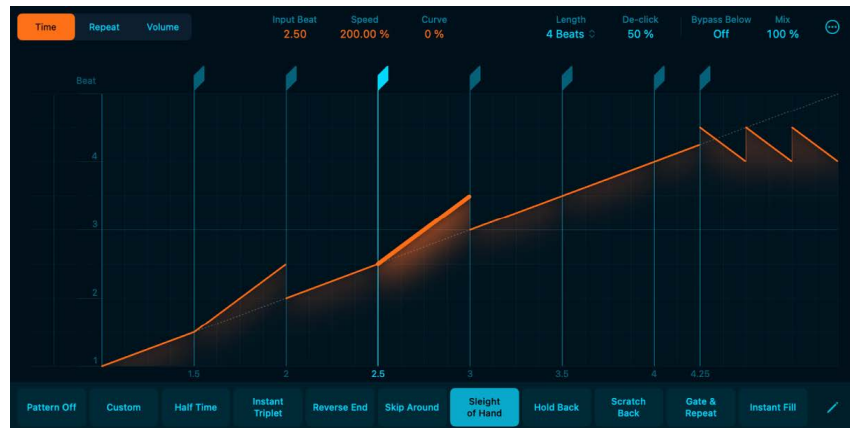 Time Repeat Volume Input Beat Speed Curve Length De-click Bypass Below Mix
2.50 200.00 % 0 % 4 Beats 50 % Off 100 %
Beat
4
3
2
1
1.5 2 2.5 3 3.5 4 4.25
Pattern Off Custom Half Time Instant Triplet Reverse End Skip Around Sleight of Hand Hold Back Scratch Back Gate & Repeat Instant Fill